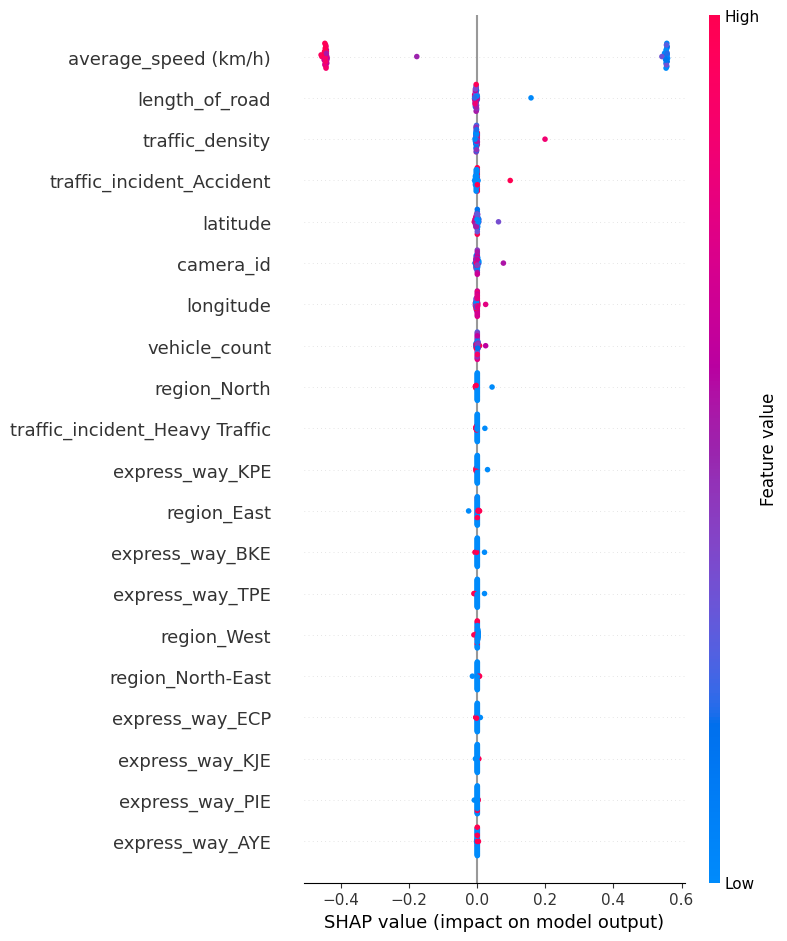 High
average_speed (km/h)
length_of_road
traffic_density
traffic_incident_Accident
latitude
camera_id
longitude
vehicle_count
region_North
traffic_incident_Heavy Traffic
express_way_KPE
region_East
express_way_BKE
express_way_TPE
region_West
region_North-East
express_way_ECP
express_way_KJE
express_way_PIE
express_way_AYE
Feature value
Low
−0.4 −0.2 0.0 0.2 0.4 0.6
SHAP value (impact on model output)